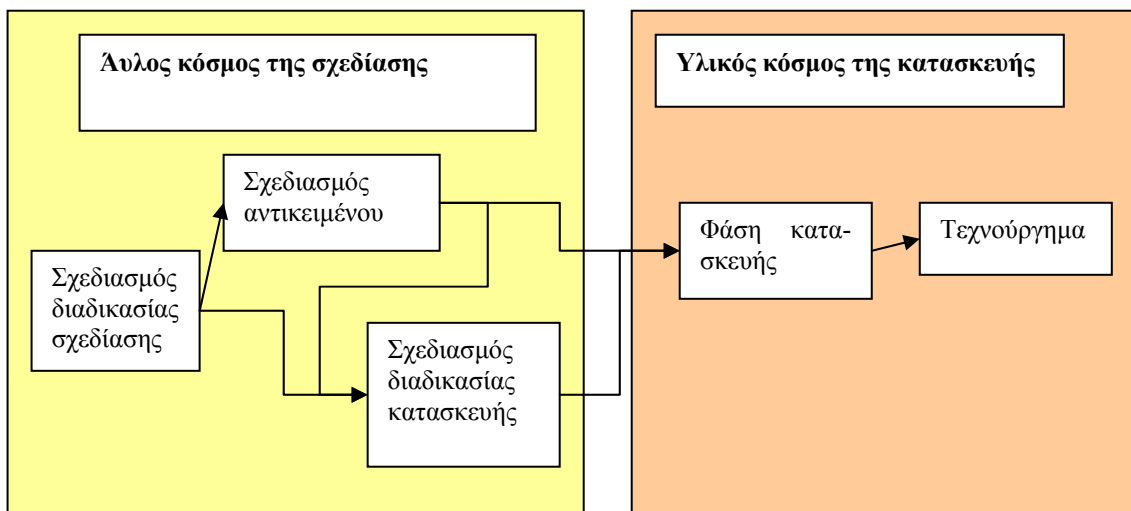 Άυλος κόσμος της σχεδίασης
Υλικός κόσμος της κατασκευής
Σχεδιασμός
αντικειμένου
Σχεδιασμός
διαδικασίας
σχεδίασης
Σχεδιασμός
διαδικασίας
κατασκευής
Φάση κατα-
σκευής
Τεχνούργημα